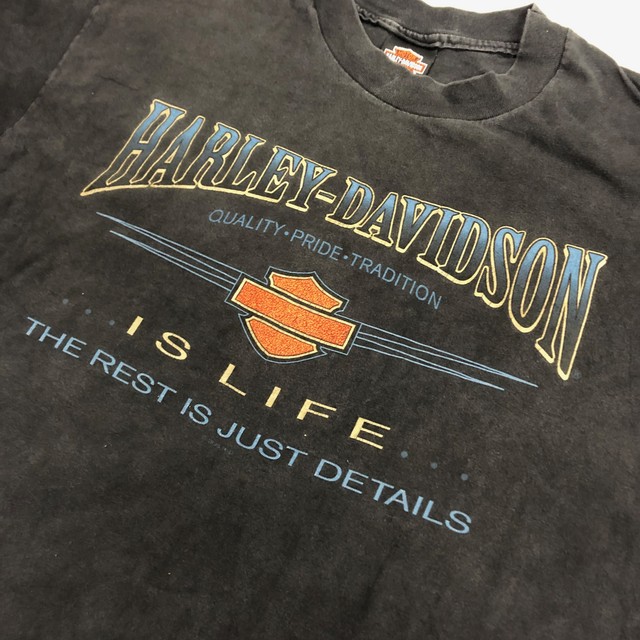 HARLEY-DAVIDSON
QUALITY·PRIDE·TRADITION
....IS LIFE....
THE REST IS JUST DETAILS